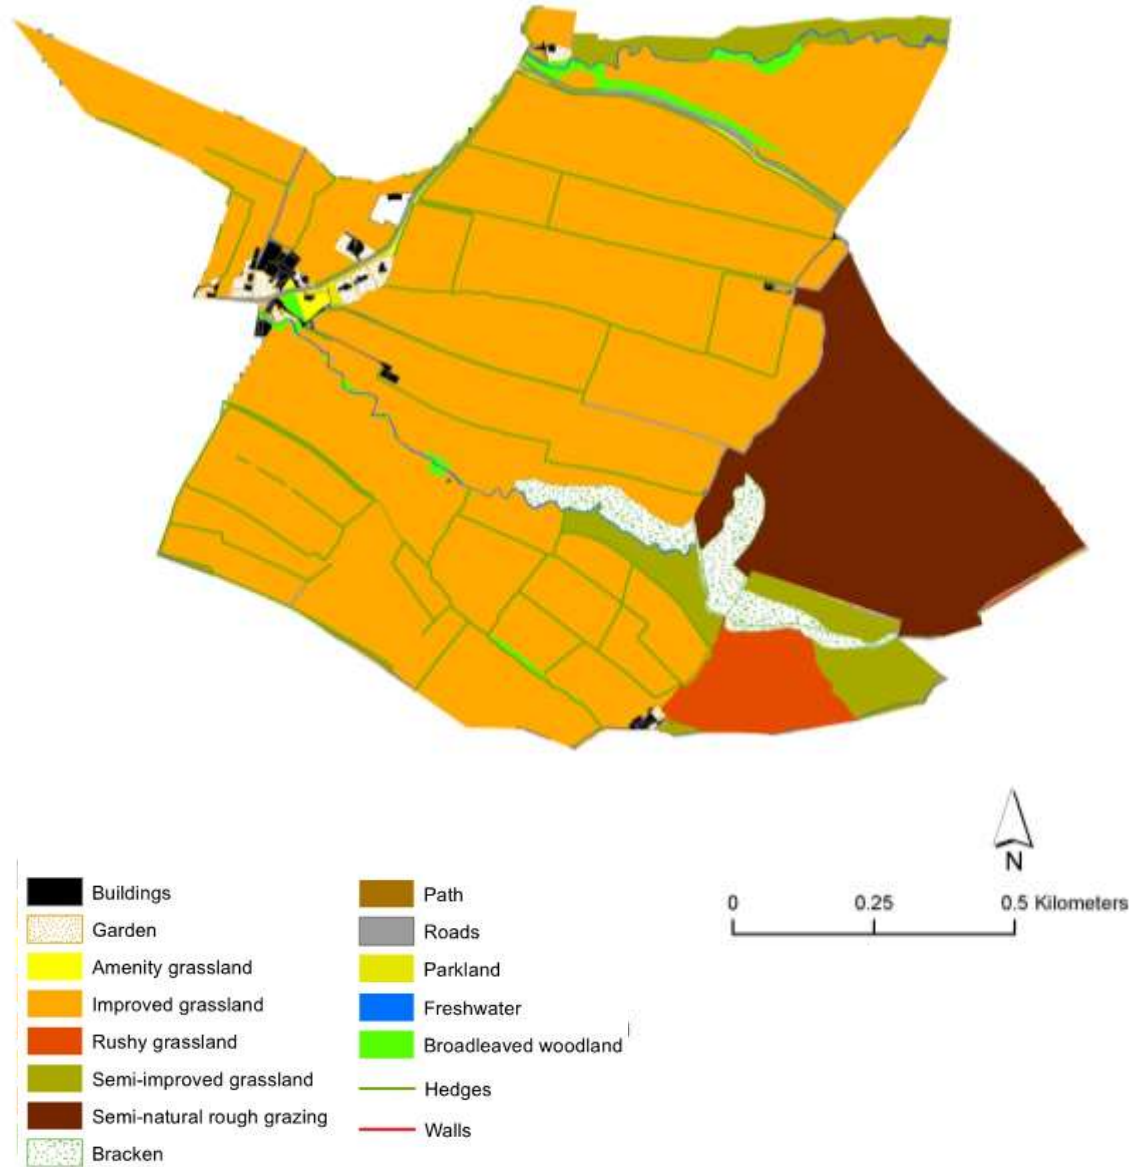 N
0 0.25 0.5 Kilometers
Buildings
Garden
Amenity grassland
Improved grassland
Rushy grassland
Semi-improved grassland
Semi-natural rough grazing
Bracken
Path
Roads
Parkland
Freshwater
Broadleaved woodland
Hedges
Walls